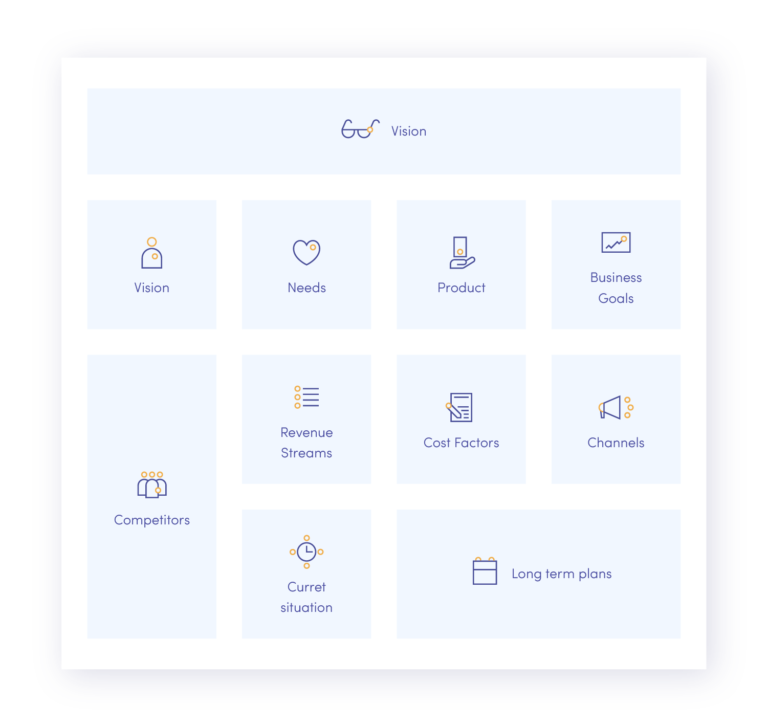 Vision
Vision
Needs
Product
Business
Goals
Competitors
Revenue
Streams
Cost Factors
Channels
Curret
situation
Long term plans